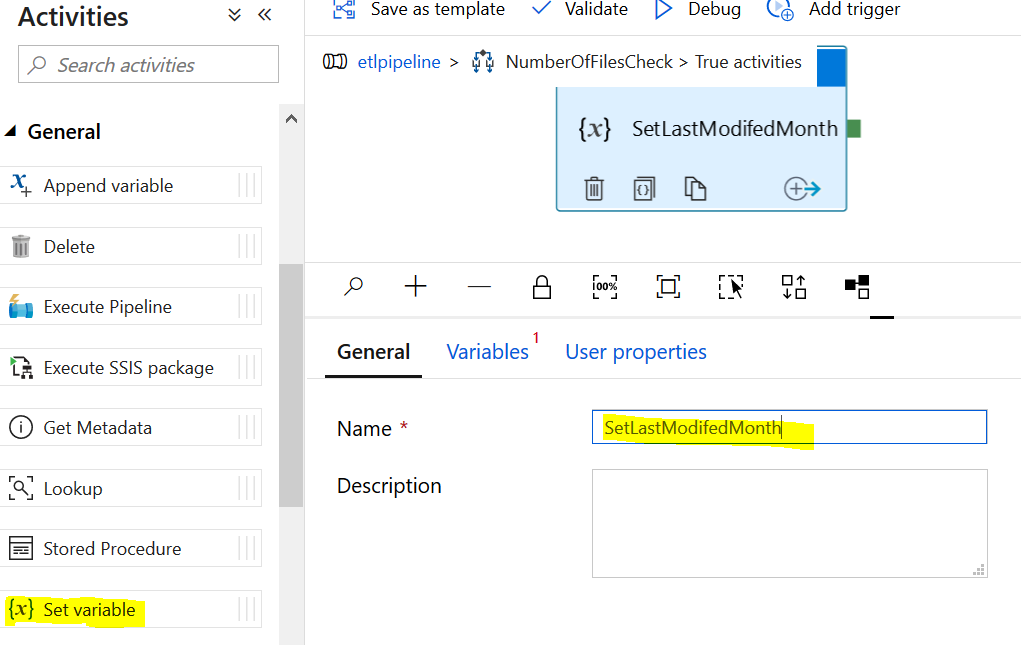 Activities
Search activities
General
Append variable
Delete
Execute Pipeline
Execute SSIS package
Get Metadata
Lookup
Stored Procedure
{x} Set variable
Save as template Validate Debug Add trigger
etlpipeline > NumberOfFilesCheck > True activities
{x} SetLastModifedMonth
100%
General Variables 1 User properties
Name * SetLastModifedMonth
Description